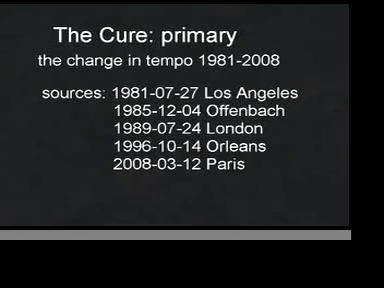 The Cure: primary
the change in tempo 1981-2008
sources: 1981-07-27 Los Angeles
1985-12-04 Offenbach
1989-07-24 London
1996-10-14 Orleans
2008-03-12 Paris